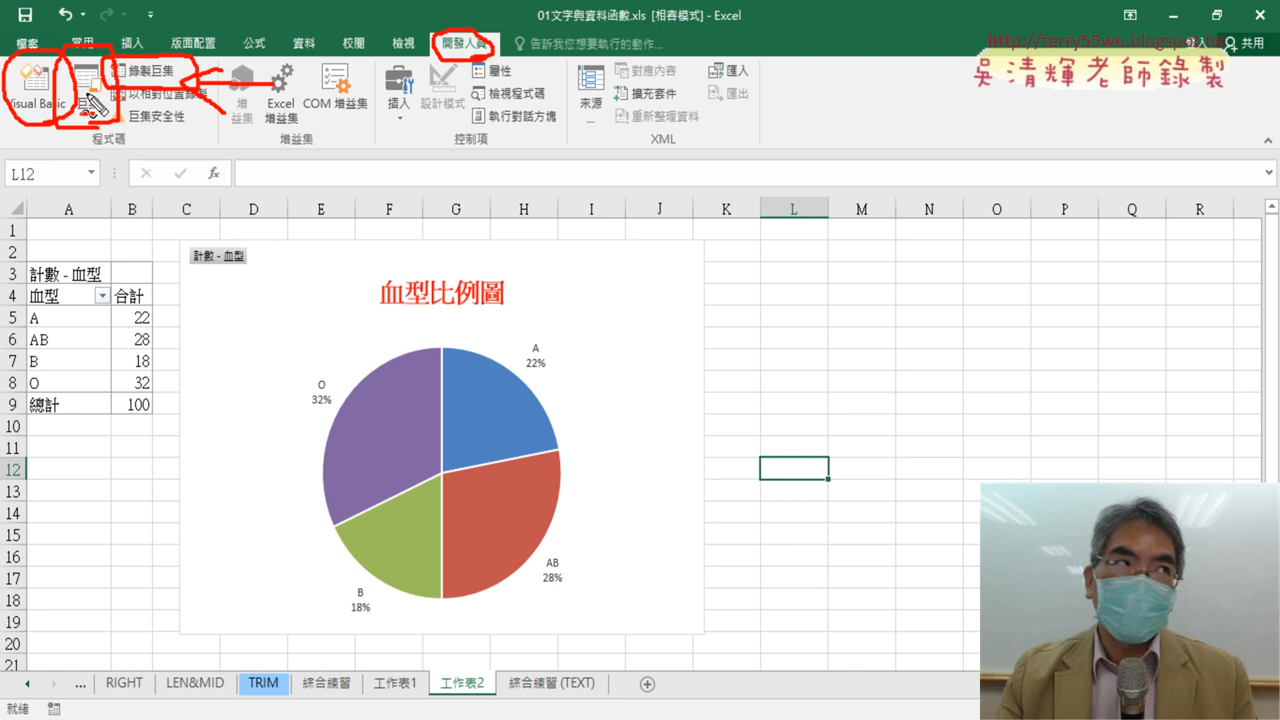 01文字與資料函數.xls [相容模式] - Excel
檔案 常用 插入 版面配置 公式 資料 校閱 檢視 開發人員 告訴我您想要執行的動作... 登入 共用
http://terry55wu.blogspot.tw
吳清輝老師錄製
Visual Basic
巨集
錄製巨集
以相對位置錄製
巨集安全性
程式碼
增益集
Excel 增益集
COM 增益集
增益集
插入
設計模式
屬性
檢視程式碼
執行對話方塊
控制項
來源...
對應內容
擴充套件
重新整理資料
匯入
匯出
XML
L12
fx
A B C D E F G H I J K L M N O P Q R
1
2
3 計數 - 血型
4 血型 合計
5 A 22
6 AB 28
7 B 18
8 O 32
9 總計 100
10
11
12
13
14
15
16
17
18
19
20
21
計數 - 血型
血型比例圖
A
22%
O
32%
AB
28%
B
18%
... RIGHT LEN&MID TRIM 綜合練習 工作表1 工作表2 綜合練習 (TEXT)
就緒